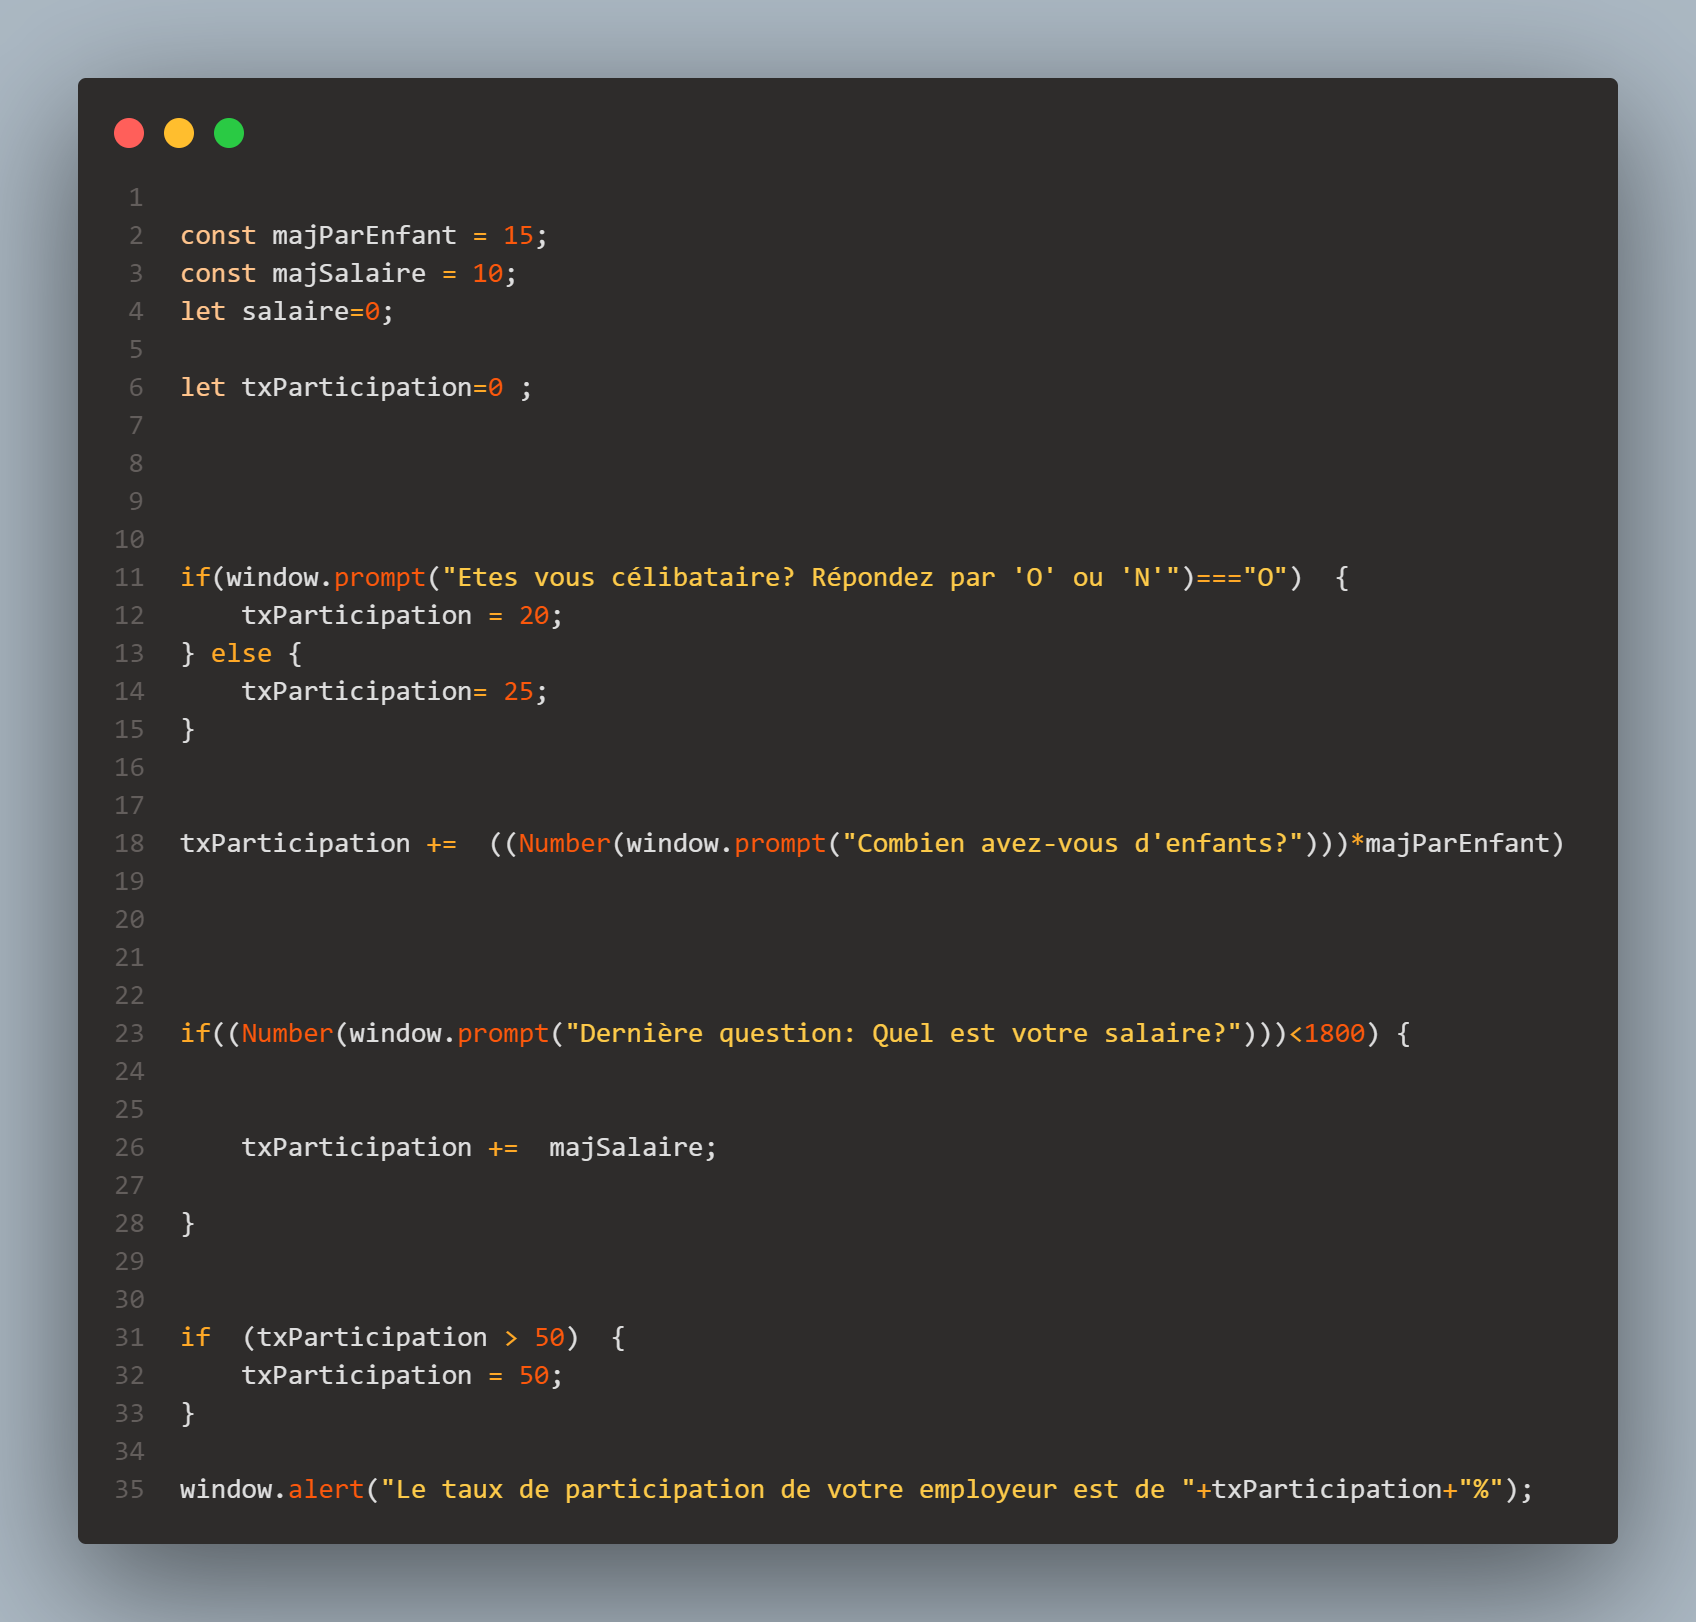 1
2 const majParEnfant = 15;
3 const majSalaire = 10;
4 let salaire=0;
5
6 let txParticipation=0 ;
7
8
9
10
11 if(window.prompt("Etes vous célibataire? Répondez par 'O' ou 'N'")==="O")  {
12     txParticipation = 20;
13 } else {
14     txParticipation= 25;
15 }
16
17
18 txParticipation +=  ((Number(window.prompt("Combien avez-vous d'enfants?")))*majParEnfant)
19
20
21
22
23 if((Number(window.prompt("Dernière question: Quel est votre salaire?")))<1800) {
24
25
26     txParticipation +=  majSalaire;
27
28 }
29
30
31 if  (txParticipation > 50)  {
32     txParticipation = 50;
33 }
34
35 window.alert("Le taux de participation de votre employeur est de "+txParticipation+"%");